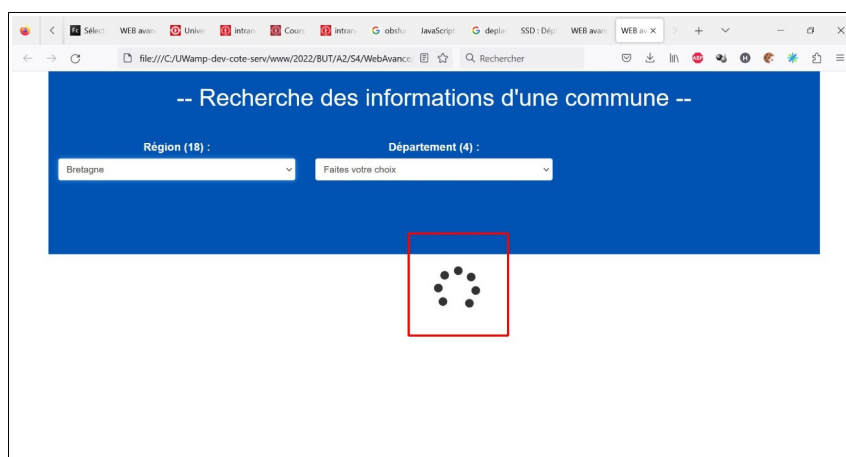 Sélect WEB avan Univer intran Cours intran obsfu JavaScript depla SSD : Dépl WEB avan WEB av
file:///C:/UWamp-dev-cote-serv/www/2022/BUT/A2/S4/WebAvance Rechercher
-- Recherche des informations d'une commune --
Région (18) : Département (4) :
Bretagne Faites votre choix